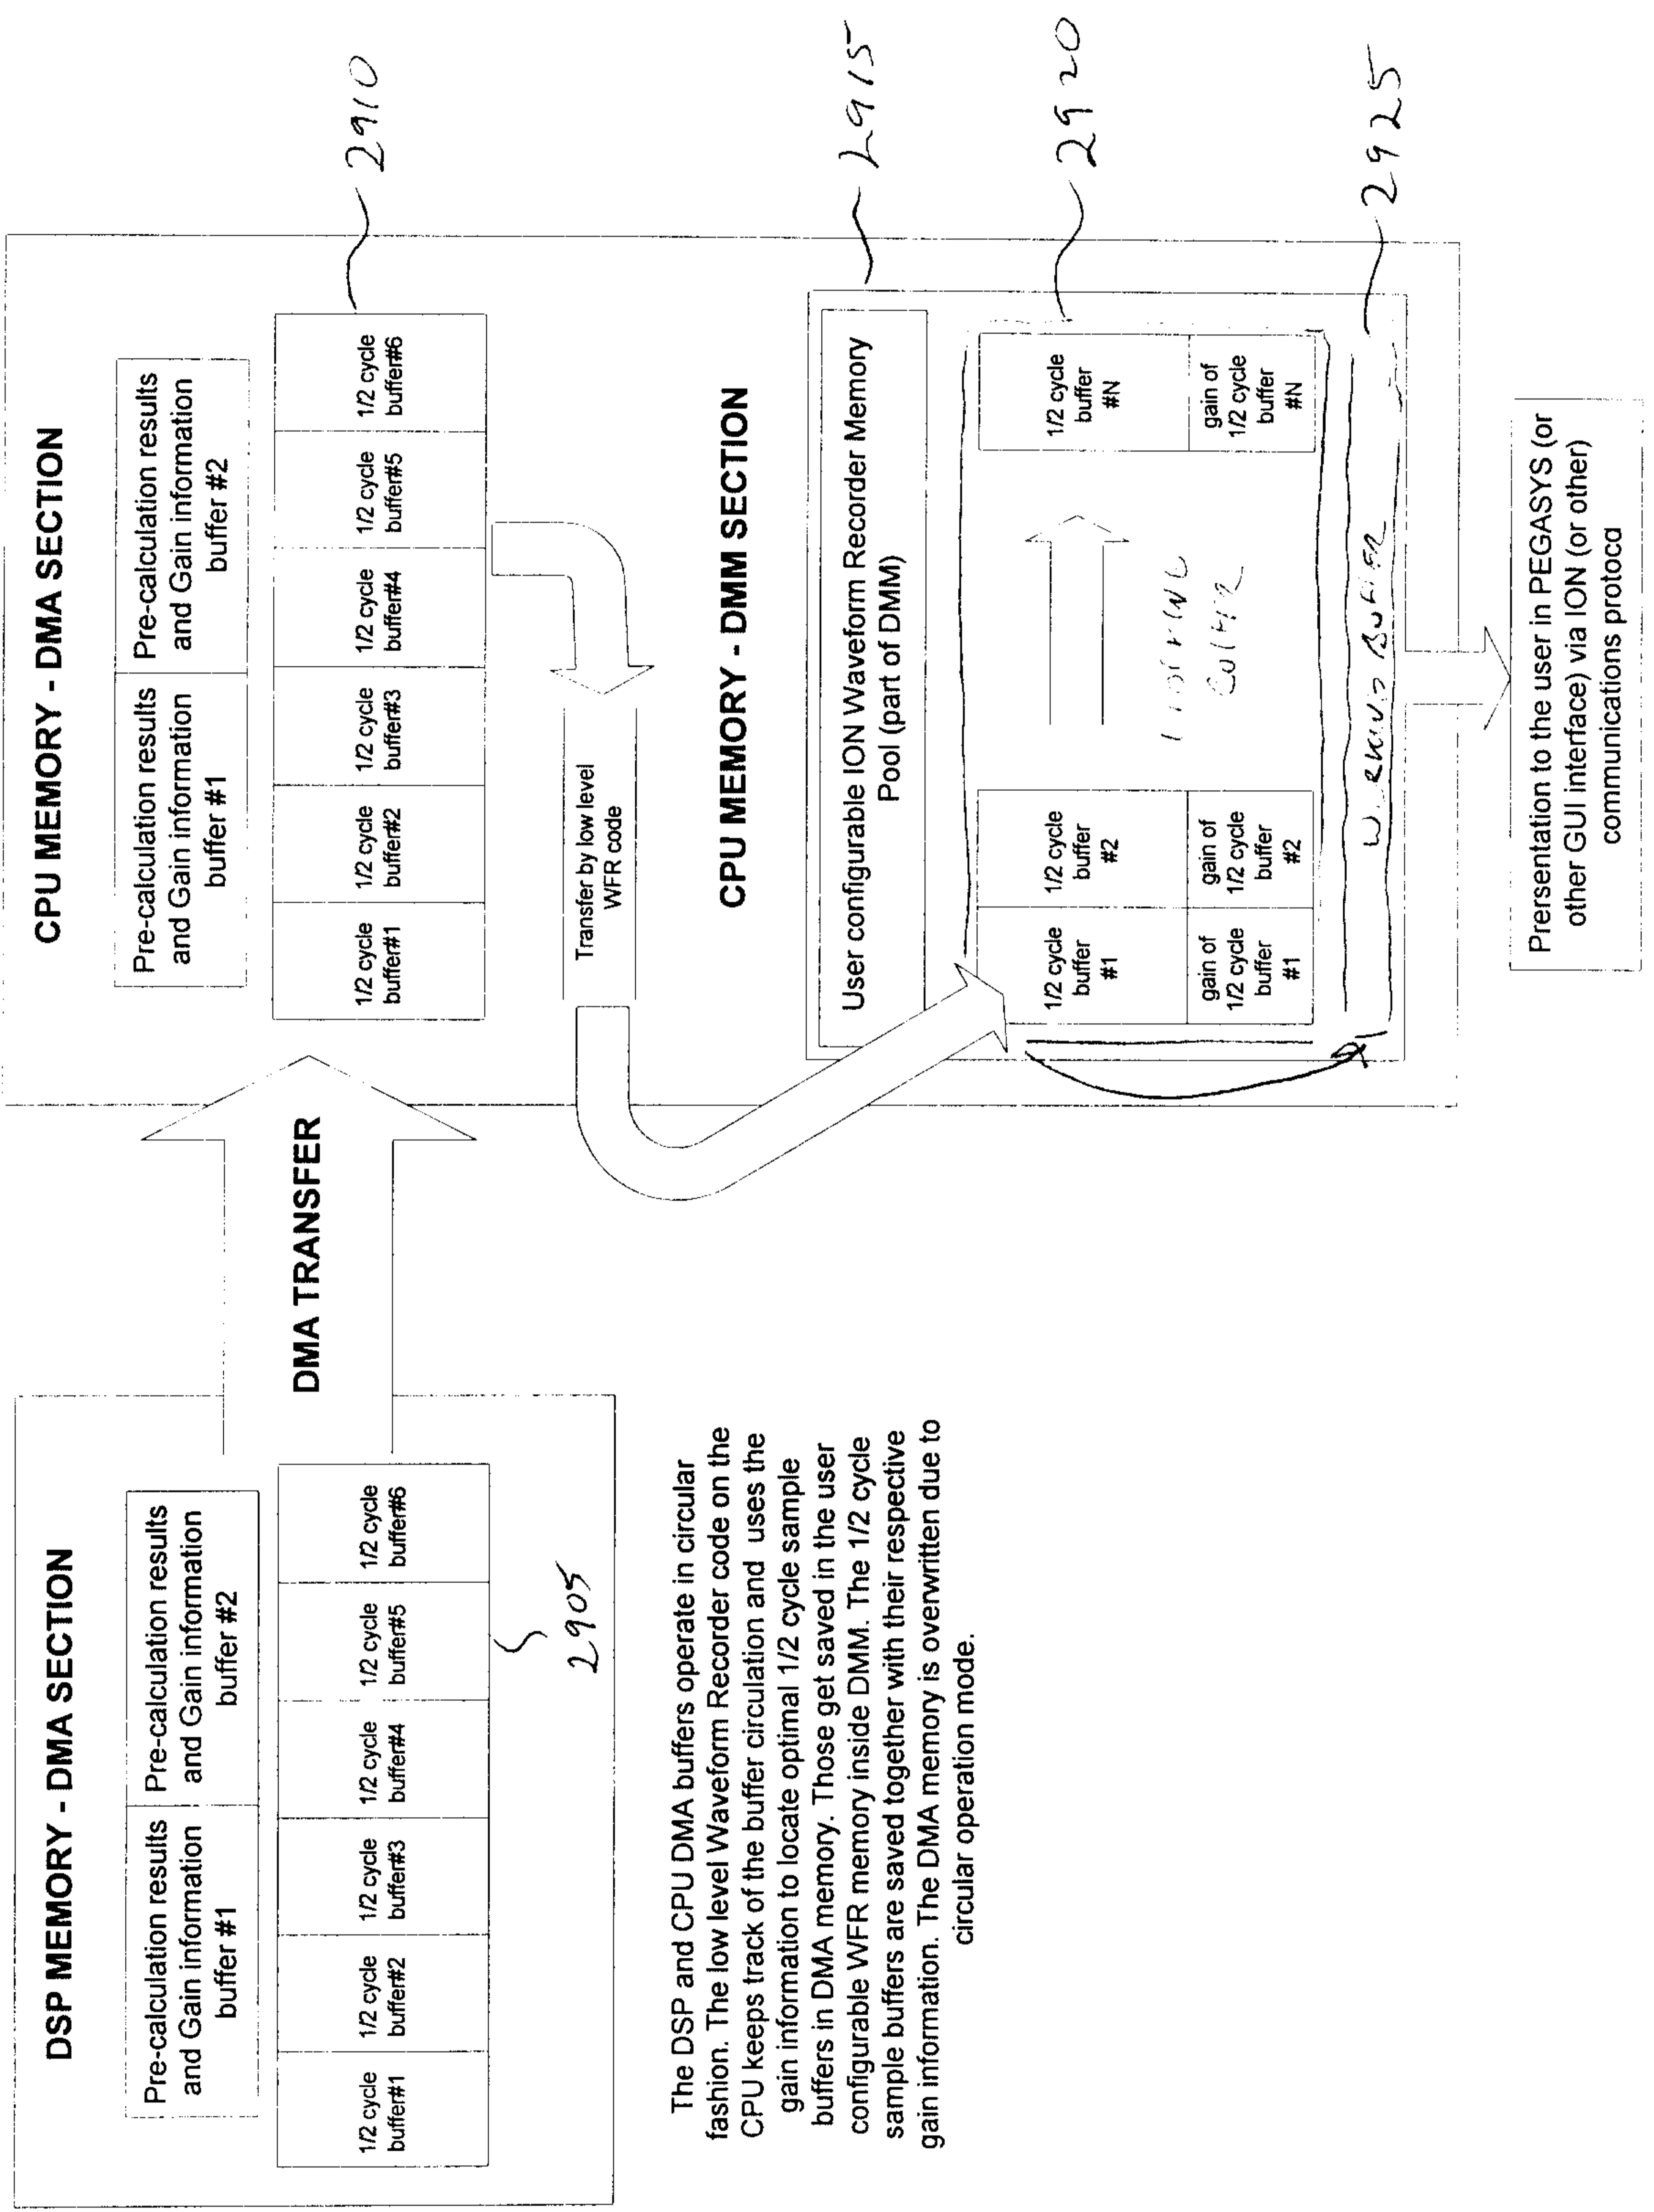 DSP MEMORY - DMA SECTION
Pre-calculation results
and Gain information
buffer #1
Pre-calculation results
and Gain information
buffer #2
1/2 cycle
buffer#1
1/2 cycle
buffer#2
1/2 cycle
buffer#3
1/2 cycle
buffer#4
1/2 cycle
buffer#5
1/2 cycle
buffer#6
2905
DMA TRANSFER
CPU MEMORY - DMA SECTION
Pre-calculation results
and Gain information
buffer #1
Pre-calculation results
and Gain information
buffer #2
1/2 cycle
buffer#1
1/2 cycle
buffer#2
1/2 cycle
buffer#3
1/2 cycle
buffer#4
1/2 cycle
buffer#5
1/2 cycle
buffer#6
2910
Transfer by low level
WFR code
CPU MEMORY - DMM SECTION
User configurable ION Waveform Recorder Memory
Pool (part of DMM)
2915
1/2 cycle
buffer
#1
1/2 cycle
buffer
#2
1/2 cycle
buffer
#N
gain of
1/2 cycle
buffer
#1
gain of
1/2 cycle
buffer
#2
gain of
1/2 cycle
buffer
#N
2920
WORKING BUFFER
2925
Prersentation to the user in PEGASYS (or
other GUI interface) via ION (or other)
communications protocd
The DSP and CPU DMA buffers operate in circular
fashion. The low level Waveform Recorder code on the
CPU keeps track of the buffer circulation and uses the
gain information to locate optimal 1/2 cycle sample
buffers in DMA memory. Those get saved in the user
configurable WFR memory inside DMM. The 1/2 cycle
sample buffers are saved together with their respective
gain information. The DMA memory is overwritten due to
circular operation mode.